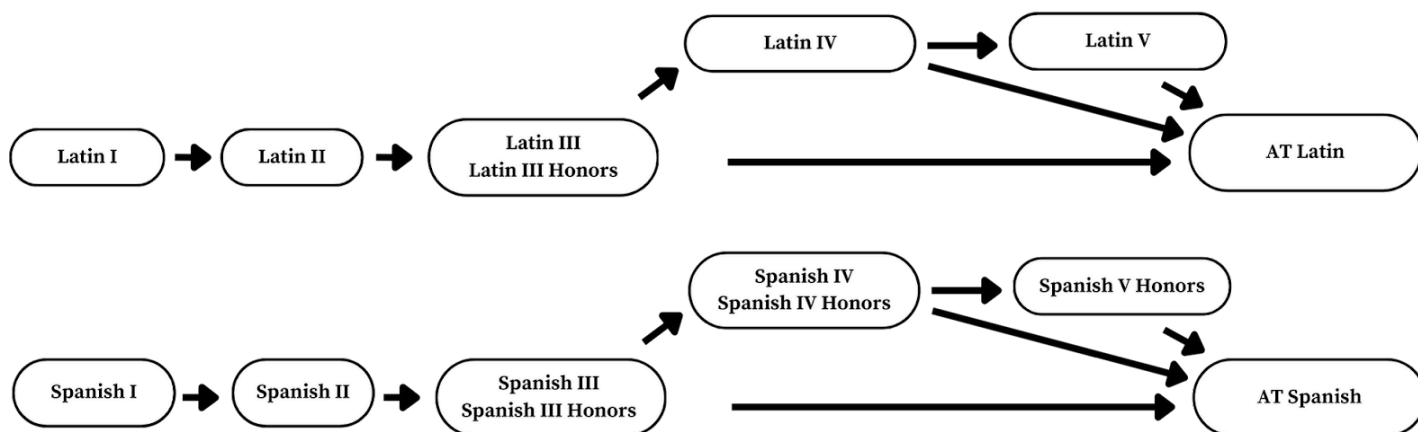 Latin I
Latin II
Latin III
Latin III Honors
Latin IV
Latin V
AT Latin
Spanish I
Spanish II
Spanish III
Spanish III Honors
Spanish IV
Spanish IV Honors
Spanish V Honors
AT Spanish